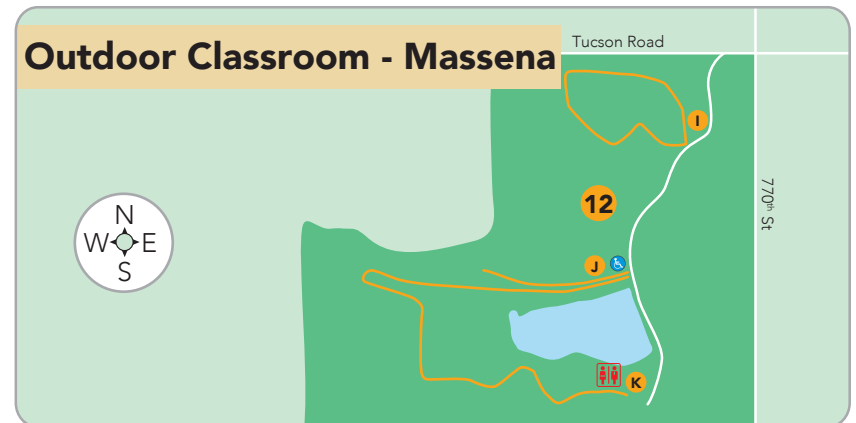 Outdoor Classroom - Massena
Tucson Road
I
770th St
12
N
W E
S
J
K